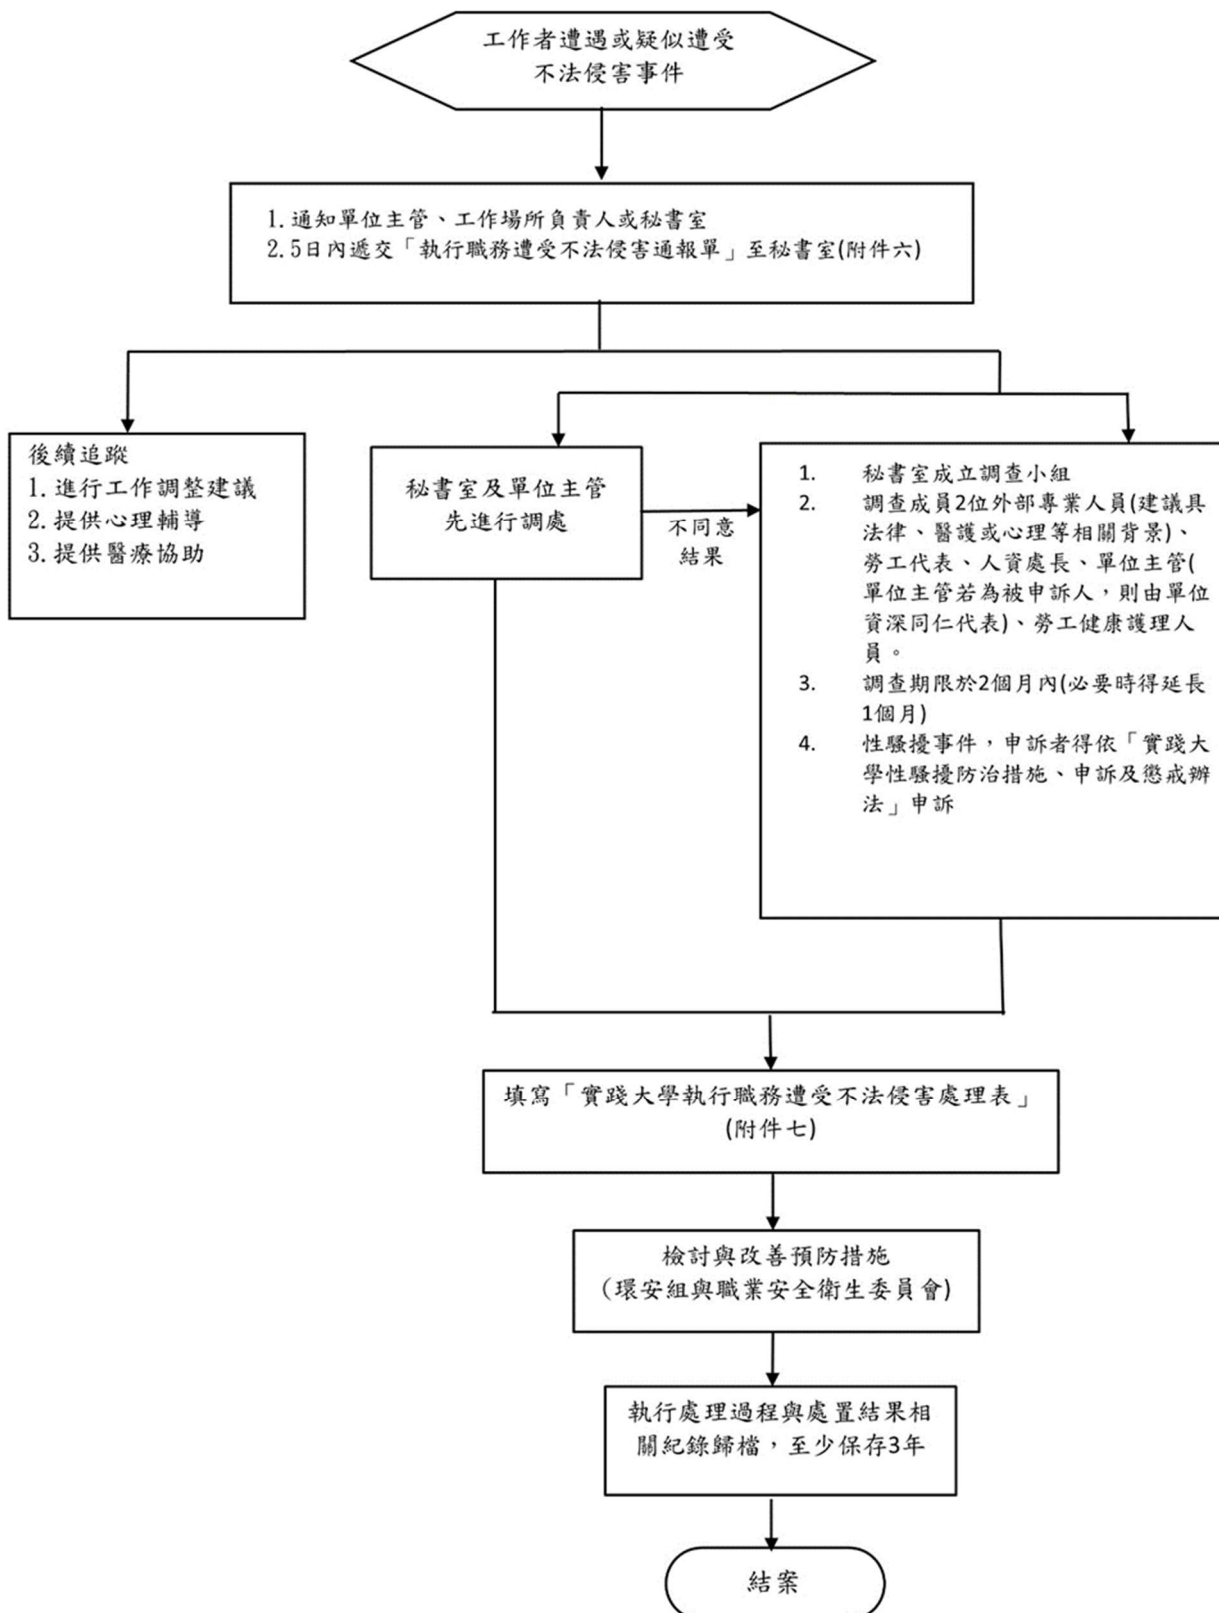 工作者遭遇或疑似遭受
不法侵害事件
1.通知單位主管、工作場所負責人或秘書室
2.5日內遞交「執行職務遭受不法侵害通報單」至秘書室(附件六)
後續追蹤
1.進行工作調整建議
2.提供心理輔導
3.提供醫療協助
秘書室及單位主管
先進行調處
不同意
結果
1. 秘書室成立調查小組
2. 調查成員2位外部專業人員(建議具
法律、醫護或心理等相關背景)、
勞工代表、人資處長、單位主管(
單位主管若為被申訴人，則由單位
資深同仁代表)、勞工健康護理人
員。
3. 調查期限於2個月內(必要時得延長
1個月)
4. 性騷擾事件，申訴者得依「實踐大
學性騷擾防治措施、申訴及懲戒辦
法」申訴
填寫「實踐大學執行職務遭受不法侵害處理表」
(附件七)
檢討與改善預防措施
（環安組與職業安全衛生委員會)
執行處理過程與處置結果相
關紀錄歸檔，至少保存3年
結案